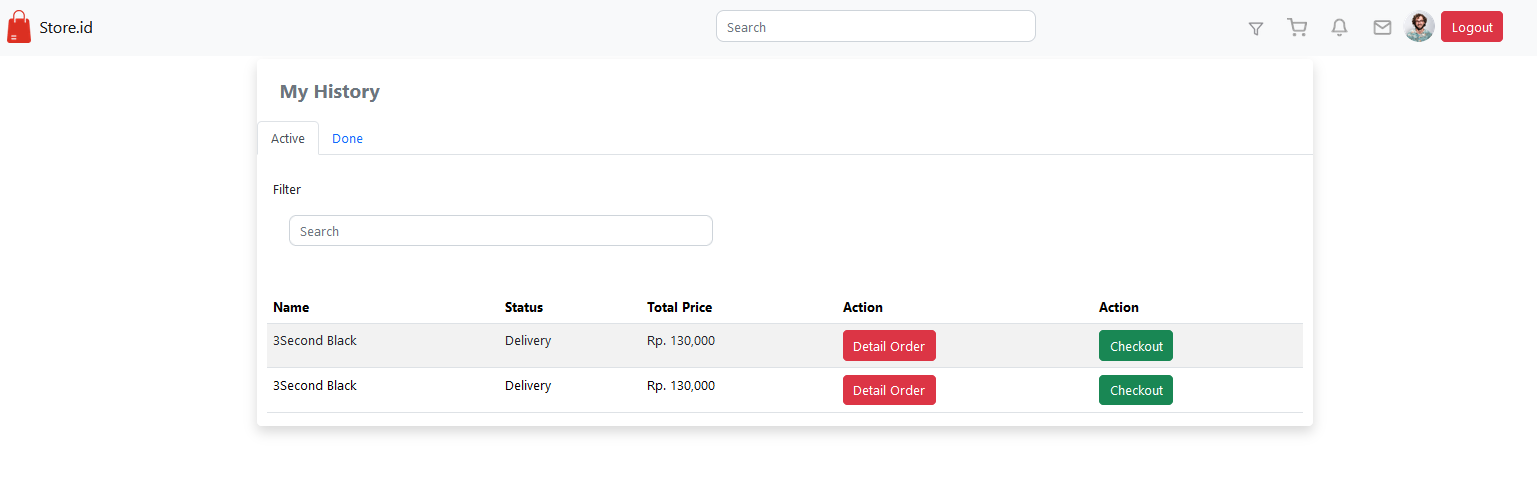 Store.id Search Logout
My History
Active Done
Filter
Search
Name Status Total Price Action Action
3Second Black Delivery Rp. 130,000 Detail Order Checkout
3Second Black Delivery Rp. 130,000 Detail Order Checkout